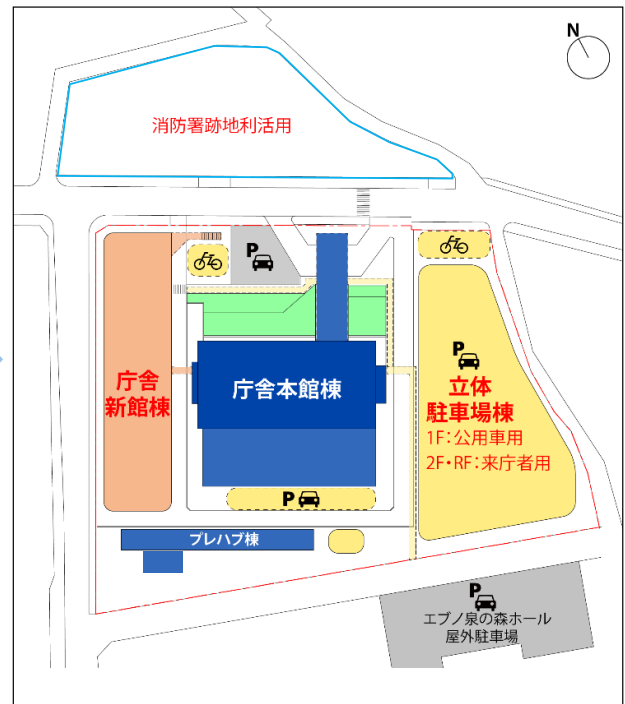 N
消防署跡地利活用
P
庁舎
新館棟
庁舎本館棟
P
立体
駐車場棟
1F：公用車用
2F・RF：来庁者用
P
プレハブ棟
P
エブノ泉の森ホール
屋外駐車場